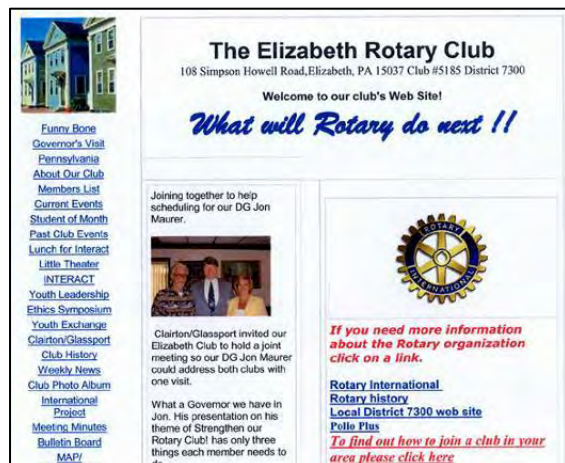 The Elizabeth Rotary Club
108 Simpson Howell Road,Elizabeth, PA 15037 Club #5185 District 7300
Welcome to our club's Web Site!
What will Rotary do next !!
Funny Bone
Governor's Visit
Pennsylvania
About Our Club
Members List
Current Events
Student of Month
Past Club Events
Lunch for Interact
Little Theater
INTERACT
Youth Leadership
Ethics Symposium
Youth Exchange
Clairton/Glassport
Club History
Weekly News
Club Photo Album
International
Project
Meeting Minutes
Bulletin Board
MAP/
Joining together to help
scheduling for our DG Jon
Maurer.
Clairton/Glassport invited our
Elizabeth Club to hold a joint
meeting so our DG Jon Maurer
could address both clubs with
one visit.
What a Governor we have in
Jon. His presentation on his
theme of Strengthen our
Rotary Club! has only three
things each member needs to
do
ROTARY
INTERNATIONAL
If you need more information
about the Rotary organization
click on a link.
Rotary International
Rotary history
Local District 7300 web site
Polio Plus
To find out how to join a club in your
area please click here